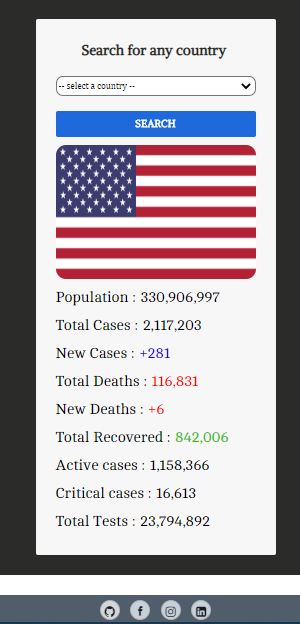 Search for any country
-- select a country --
SEARCH
Population : 330,906,997
Total Cases : 2,117,203
New Cases : +281
Total Deaths : 116,831
New Deaths : +6
Total Recovered : 842,006
Active cases : 1,158,366
Critical cases : 16,613
Total Tests : 23,794,892